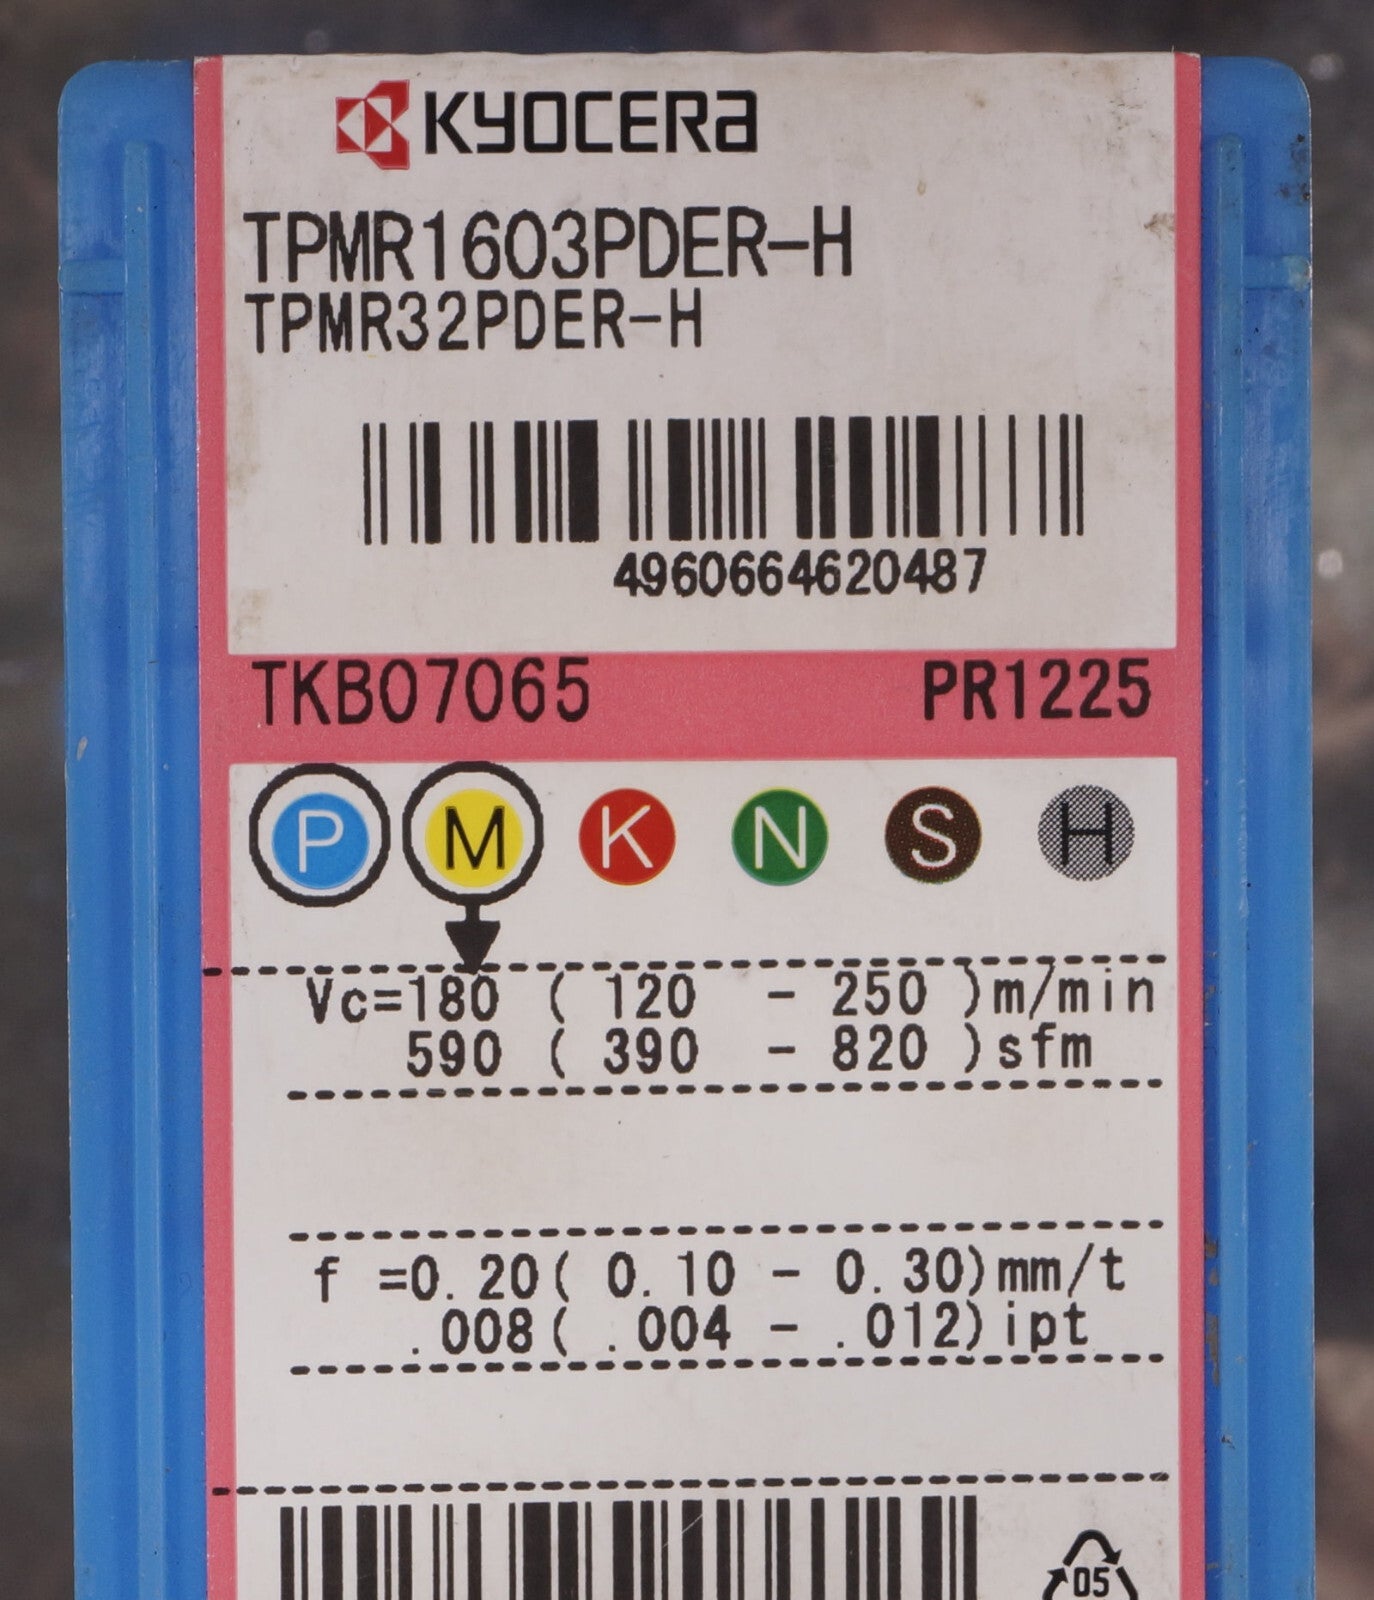 KYOCERA
TPMR1603PDER-H
TPMR32PDER-H
4960664620487
TKB07065 PR1225
P M K N S H
Vc=180 ( 120 - 250 )m/min
590 ( 390 - 820 )sfm
f =0.20( 0.10 - 0.30)mm/t
.008( .004 - .012)ipt
05